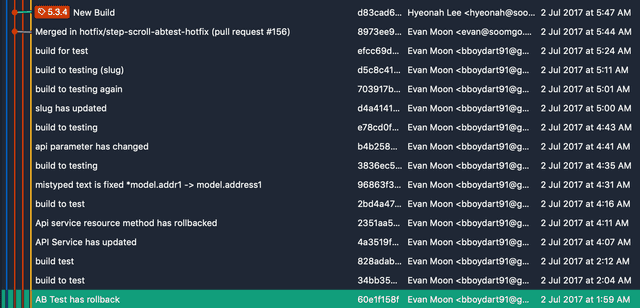 5.3.4 New Build d83cad6... Hyeonah Lee <hyeonah@soo... 2 Jul 2017 at 5:47 AM
Merged in hotfix/step-scroll-abtest-hotfix (pull request #156) 8973ee9... Evan Moon <evan@soomgo.... 2 Jul 2017 at 5:44 AM
build for test efcc69d... Evan Moon <bboydart91@g... 2 Jul 2017 at 5:24 AM
build to testing (slug) d5c8c41... Evan Moon <bboydart91@g... 2 Jul 2017 at 5:11 AM
build to testing again 703917b... Evan Moon <bboydart91@g... 2 Jul 2017 at 5:01 AM
slug has updated d4a4141... Evan Moon <bboydart91@g... 2 Jul 2017 at 5:00 AM
build to testing e78cd0f... Evan Moon <bboydart91@g... 2 Jul 2017 at 4:43 AM
api parameter has changed b4b258... Evan Moon <bboydart91@g... 2 Jul 2017 at 4:41 AM
build to testing 3836ec5... Evan Moon <bboydart91@g... 2 Jul 2017 at 4:35 AM
mistyped text is fixed *model.addr1 -> model.address1 96863f3... Evan Moon <bboydart91@g... 2 Jul 2017 at 4:31 AM
build to test 2bd4a47... Evan Moon <bboydart91@g... 2 Jul 2017 at 4:16 AM
Api service resource method has rollbacked 2351aa5... Evan Moon <bboydart91@g... 2 Jul 2017 at 4:11 AM
API Service has updated 4a3519f... Evan Moon <bboydart91@g... 2 Jul 2017 at 4:07 AM
build test 828adab... Evan Moon <bboydart91@g... 2 Jul 2017 at 2:12 AM
build to test 34bb35... Evan Moon <bboydart91@g... 2 Jul 2017 at 2:04 AM
AB Test has rollback 60e1f158f Evan Moon <bboydart91@g... 2 Jul 2017 at 1:59 AM